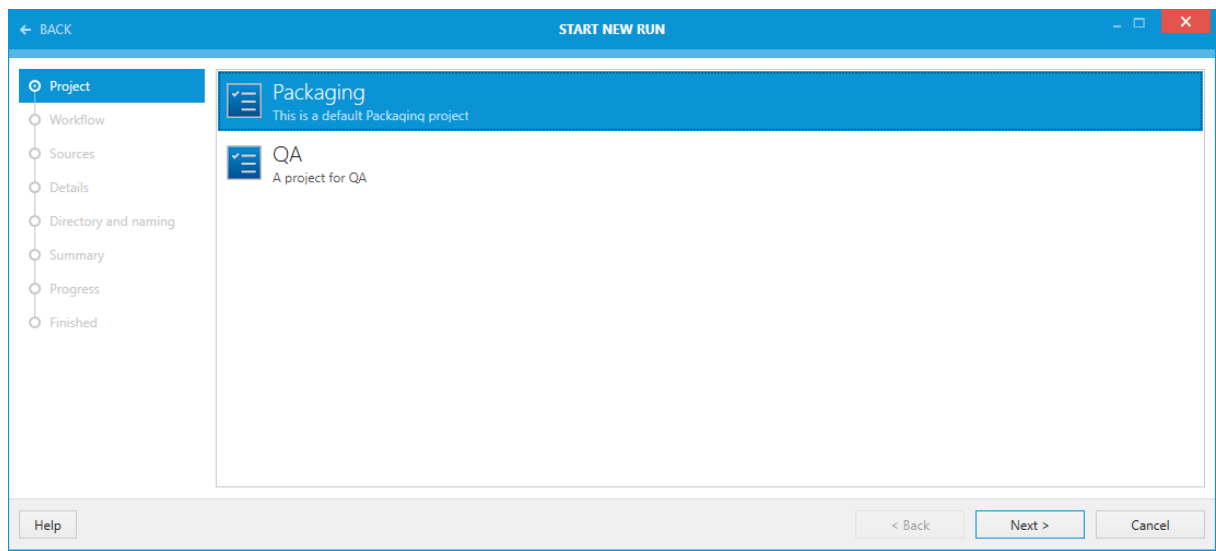 ← BACK
START NEW RUN
Project
Workflow
Sources
Details
Directory and naming
Summary
Progress
Finished
Packaging
This is a default Packaging project
QA
A project for QA
Help
< Back
Next >
Cancel